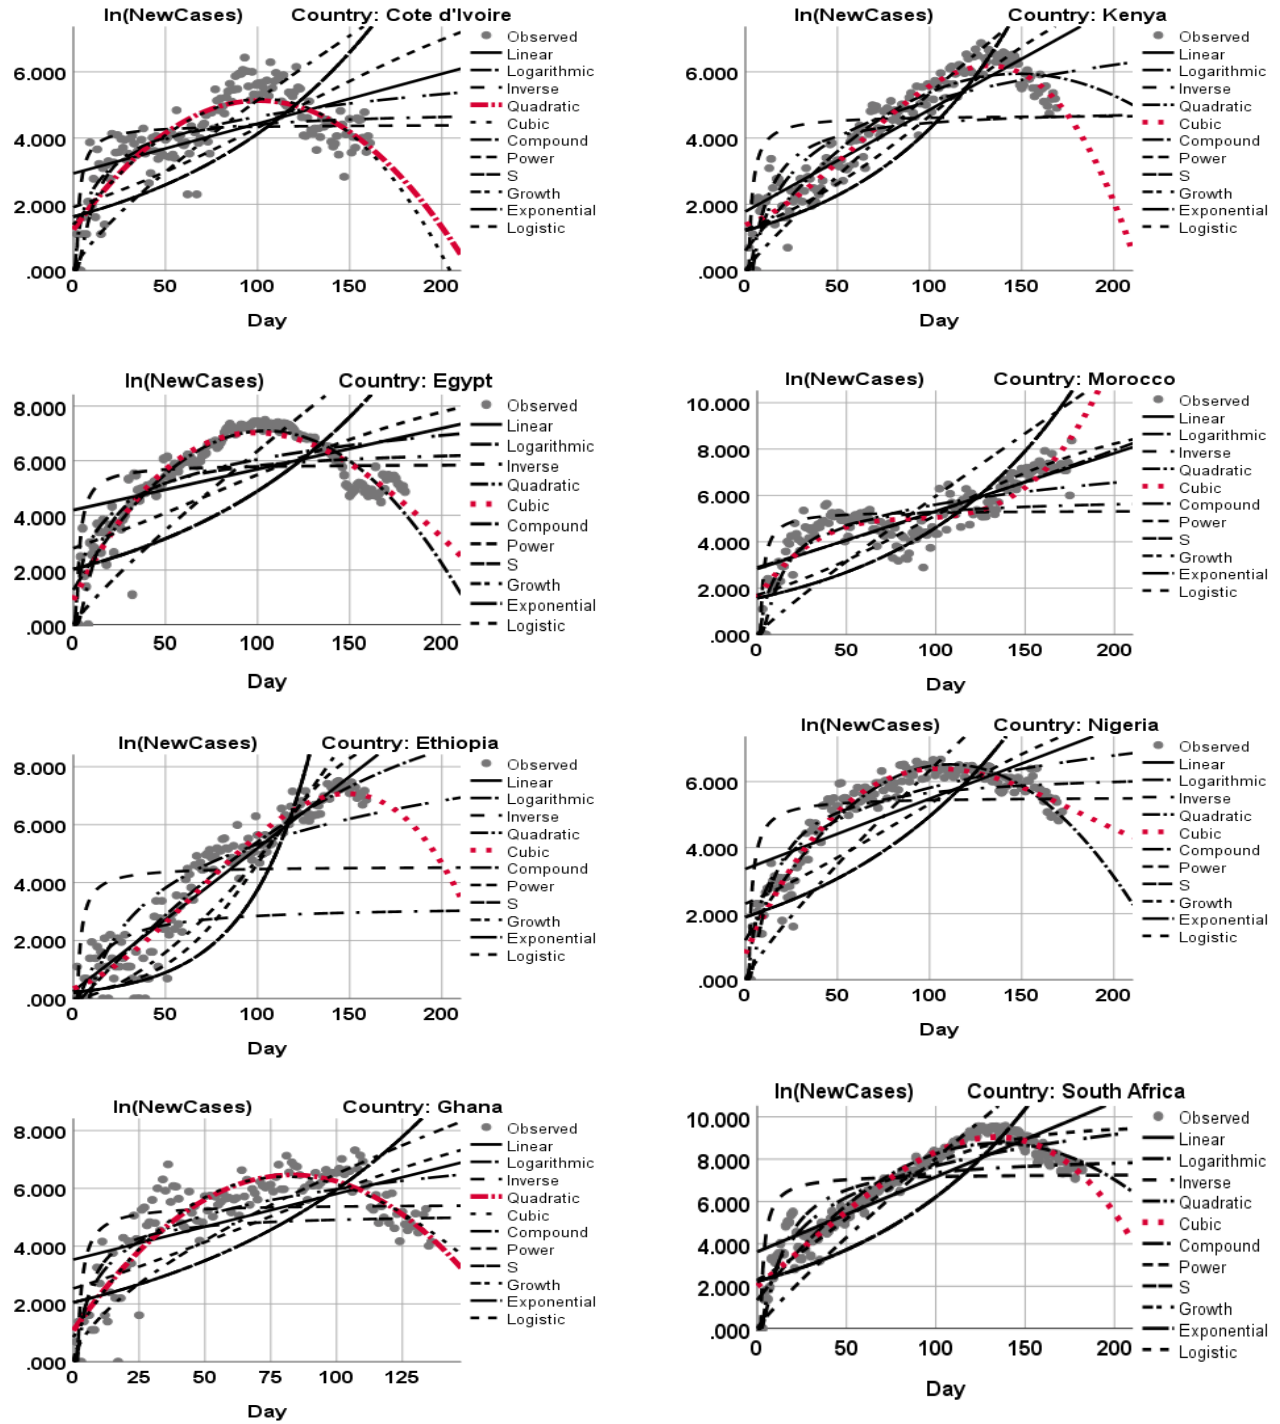 ln(NewCases) Country: Cote d'Ivoire
6.000
4.000
2.000
.000
0 50 100 150 200
Day
Observed
Linear
Logarithmic
Inverse
Quadratic
Cubic
Compound
Power
S
Growth
Exponential
Logistic
ln(NewCases) Country: Kenya
6.000
4.000
2.000
.000
0 50 100 150 200
Day
Observed
Linear
Logarithmic
Inverse
Quadratic
Cubic
Compound
Power
S
Growth
Exponential
Logistic
ln(NewCases) Country: Egypt
8.000
6.000
4.000
2.000
.000
0 50 100 150 200
Day
Observed
Linear
Logarithmic
Inverse
Quadratic
Cubic
Compound
Power
S
Growth
Exponential
Logistic
ln(NewCases) Country: Morocco
10.000
8.000
6.000
4.000
2.000
.000
0 50 100 150 200
Day
Observed
Linear
Logarithmic
Inverse
Quadratic
Cubic
Compound
Power
S
Growth
Exponential
Logistic
ln(NewCases) Country: Ethiopia
8.000
6.000
4.000
2.000
.000
0 50 100 150 200
Day
Observed
Linear
Logarithmic
Inverse
Quadratic
Cubic
Compound
Power
S
Growth
Exponential
Logistic
ln(NewCases) Country: Nigeria
6.000
4.000
2.000
.000
0 50 100 150 200
Day
Observed
Linear
Logarithmic
Inverse
Quadratic
Cubic
Compound
Power
S
Growth
Exponential
Logistic
ln(NewCases) Country: Ghana
8.000
6.000
4.000
2.000
.000
0 25 50 75 100 125
Day
Observed
Linear
Logarithmic
Inverse
Quadratic
Cubic
Compound
Power
S
Growth
Exponential
Logistic
ln(NewCases) Country: South Africa
10.000
8.000
6.000
4.000
2.000
.000
0 50 100 150 200
Day
Observed
Linear
Logarithmic
Inverse
Quadratic
Cubic
Compound
Power
S
Growth
Exponential
Logistic